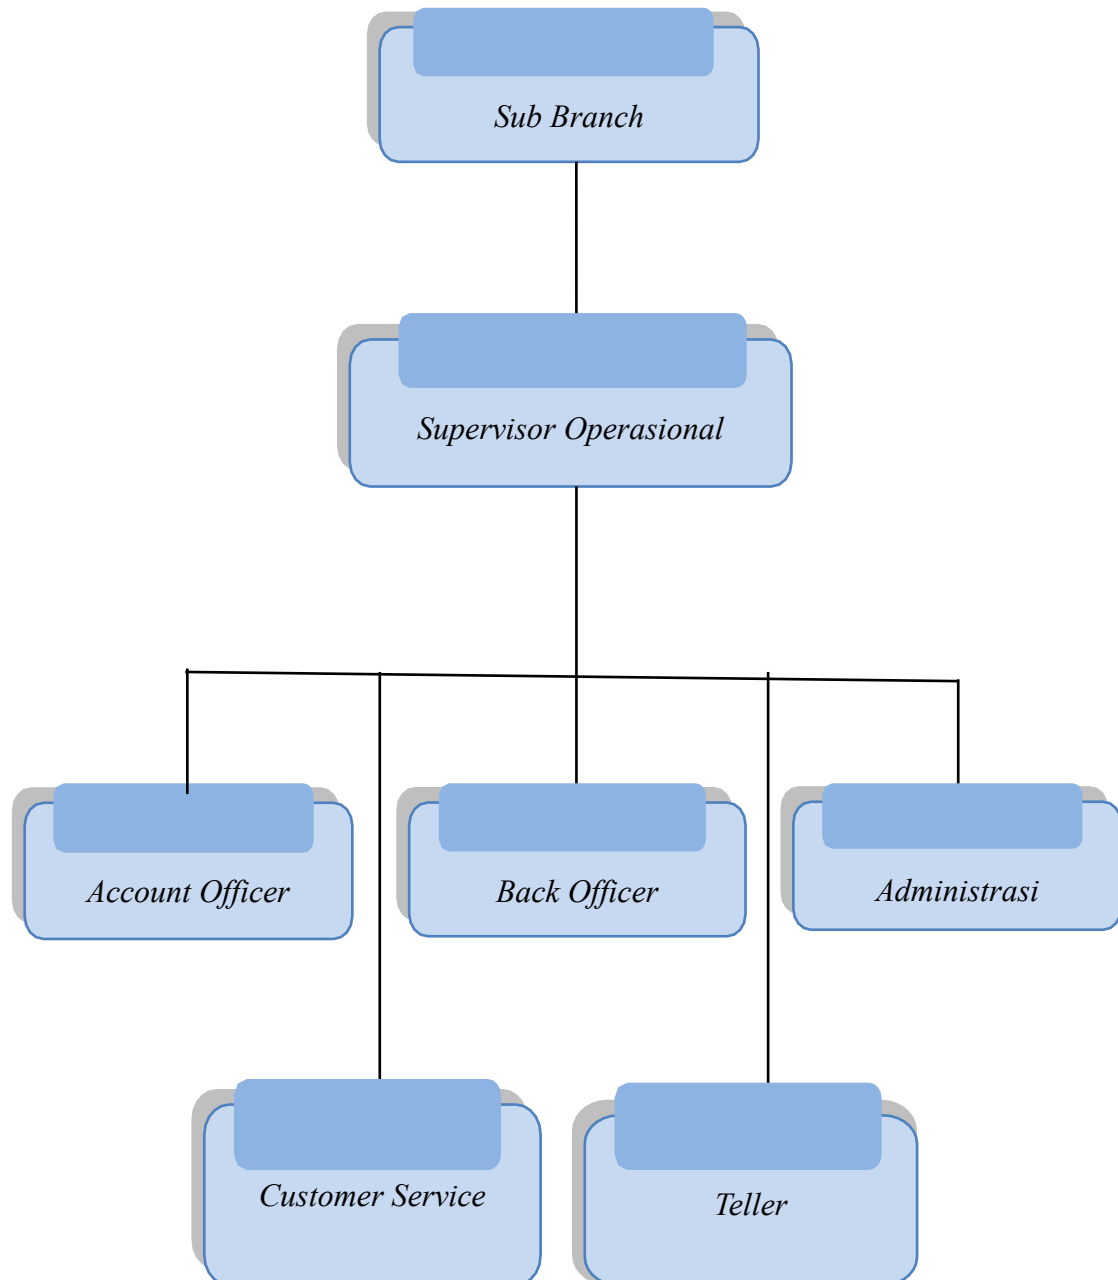 Sub Branch
Supervisor Operasional
Account Officer
Back Officer
Administrasi
Customer Service
Teller